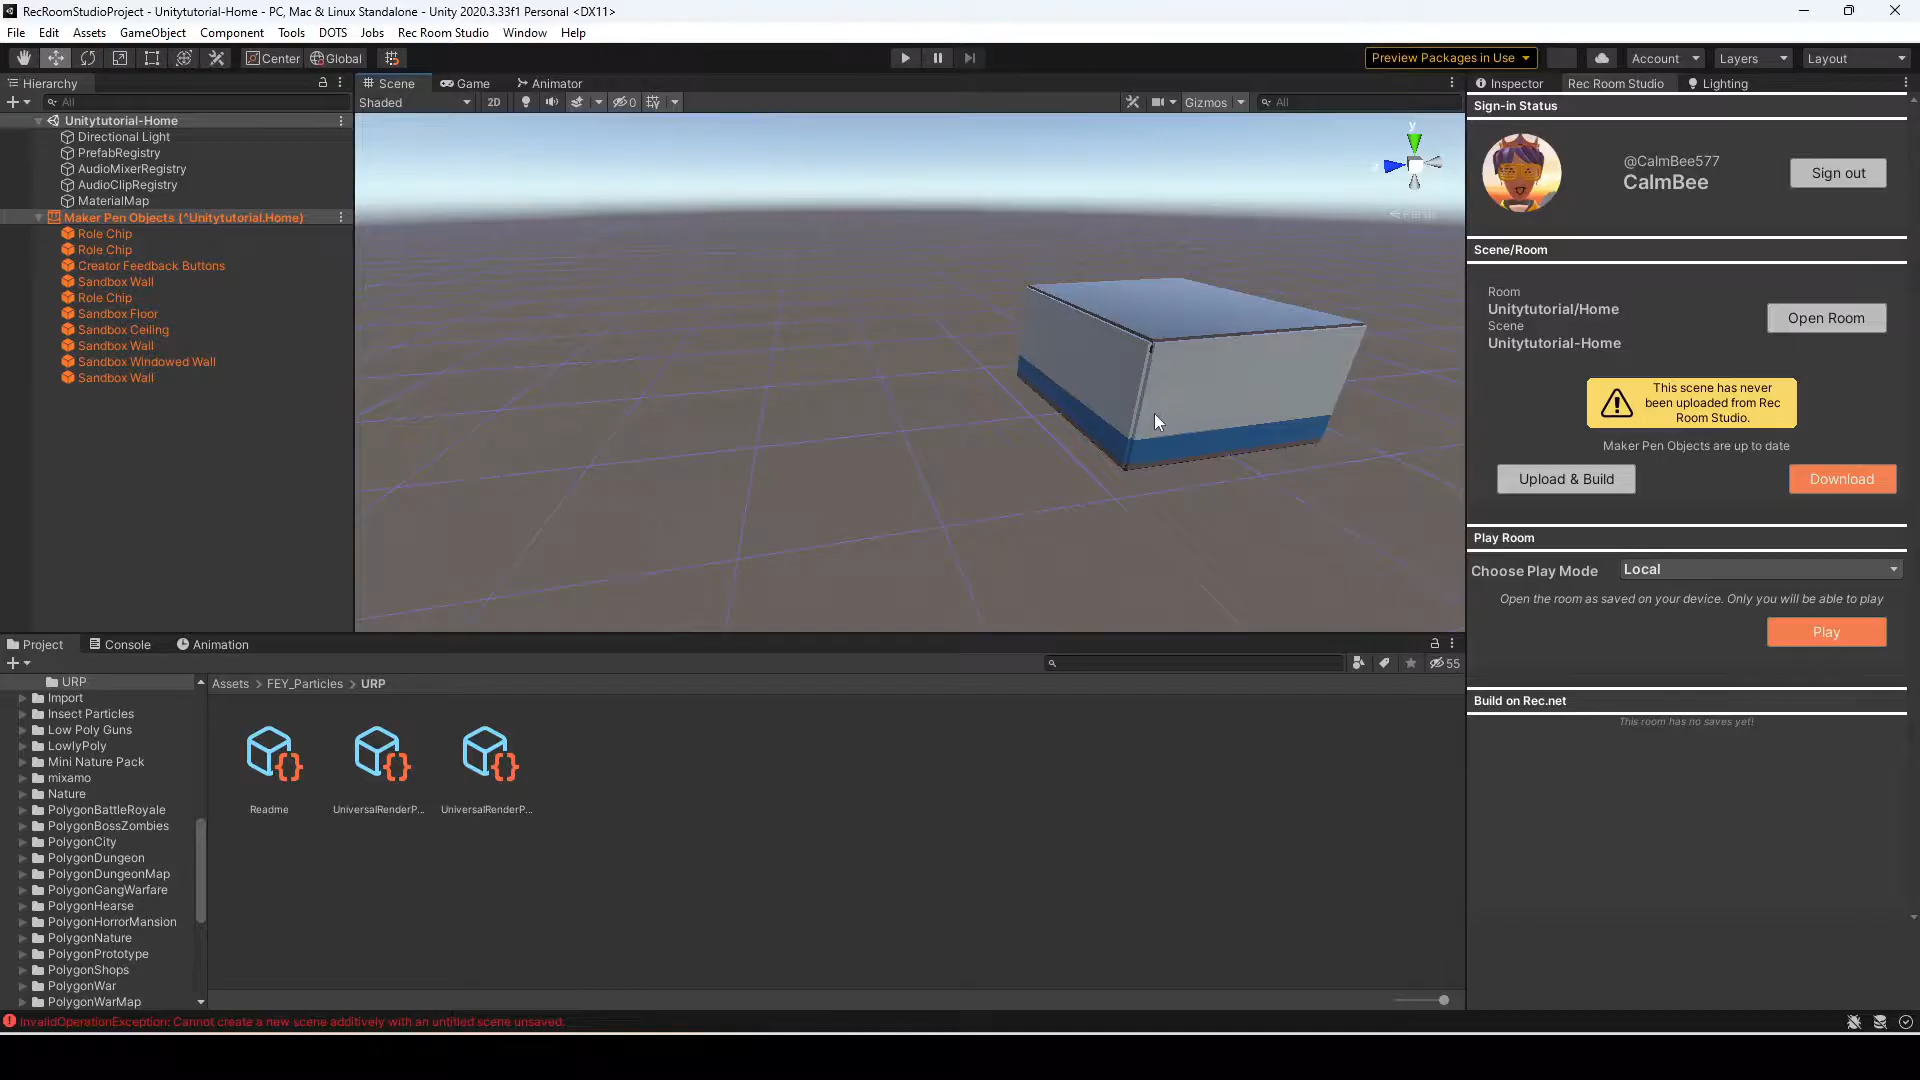 RecRoomStudioProject - Unitytutorial-Home - PC, Mac & Linux Standalone - Unity 2020.3.33f1 Personal <DX11>
File Edit Assets GameObject Component Tools DOTS Jobs Rec Room Studio Window Help
Center Global Preview Packages in Use Account Layers Layout
Hierarchy
All
Unitytutorial-Home
Directional Light
PrefabRegistry
AudioMixerRegistry
AudioClipRegistry
MaterialMap
Maker Pen Objects (^Unitytutorial.Home)
Role Chip
Role Chip
Creator Feedback Buttons
Sandbox Wall
Role Chip
Sandbox Floor
Sandbox Ceiling
Sandbox Wall
Sandbox Windowed Wall
Sandbox Wall
Scene Game Animator
Shaded 2D 0 Gizmos All
y
Inspector Rec Room Studio Lighting
Sign-in Status
@CalmBee577
CalmBee
Sign out
Scene/Room
Room
Unitytutorial/Home
Scene
Unitytutorial-Home
Open Room
This scene has never
been uploaded from Rec
Room Studio.
Maker Pen Objects are up to date
Upload & Build Download
Play Room
Choose Play Mode Local
Open the room as saved on your device. Only you will be able to play
Play
Build on Rec.net
This room has no saves yet!
Project Console Animation
55
URP
Import
Insect Particles
Low Poly Guns
LowlyPoly
Mini Nature Pack
mixamo
Nature
PolygonBattleRoyale
PolygonBossZombies
PolygonCity
PolygonDungeon
PolygonDungeonMap
PolygonGangWarfare
PolygonHearse
PolygonHorrorMansion
PolygonNature
PolygonPrototype
PolygonShops
PolygonWar
PolygonWarMap
Assets > FEY_Particles > URP
Readme UniversalRenderP... UniversalRenderP...
InvalidOperationException: Cannot create a new scene additively with an untitled scene unsaved.